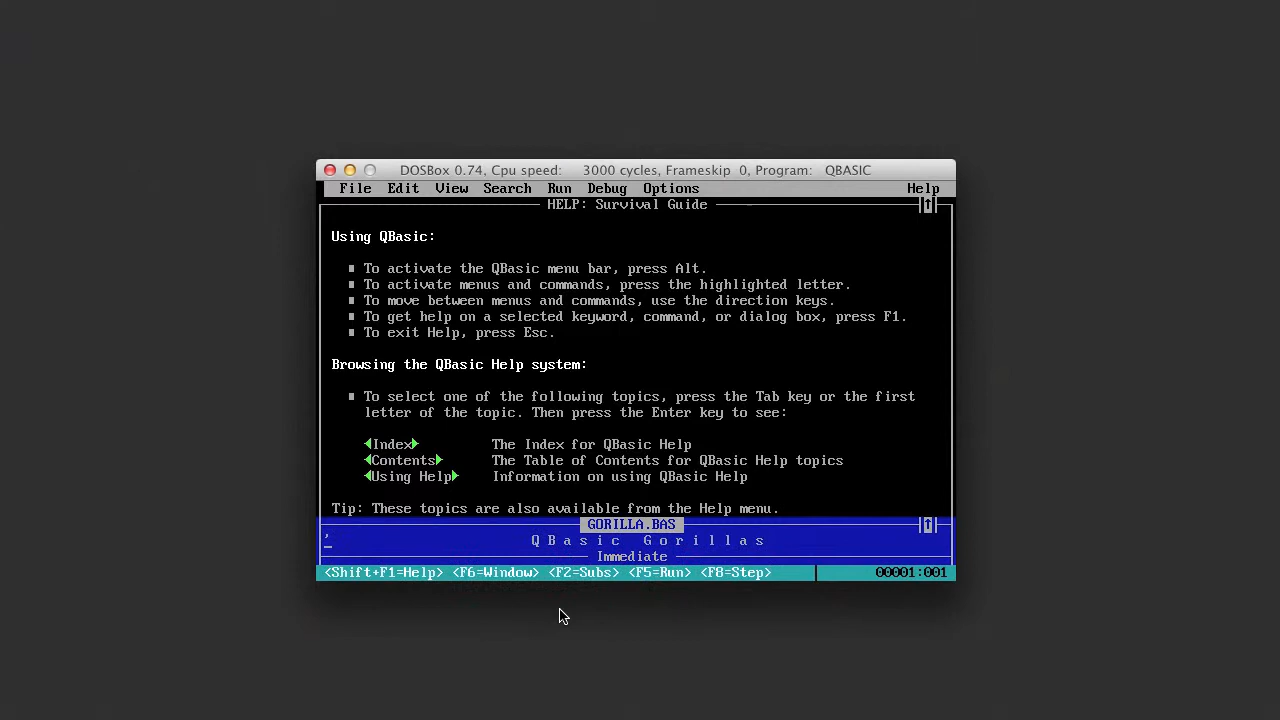 DOSBox 0.74, Cpu speed: 3000 cycles, Frameskip 0, Program: QBASIC
File Edit View Search Run Debug Options Help
HELP: Survival Guide
Using QBasic:
To activate the QBasic menu bar, press Alt.
To activate menus and commands, press the highlighted letter.
To move between menus and commands, use the direction keys.
To get help on a selected keyword, command, or dialog box, press F1.
To exit Help, press Esc.
Browsing the QBasic Help system:
To select one of the following topics, press the Tab key or the first
letter of the topic. Then press the Enter key to see:
Index The Index for QBasic Help
Contents The Table of Contents for QBasic Help topics
Using Help Information on using QBasic Help
Tip: These topics are also available from the Help menu.
GORILLA.BAS
' Q B a s i c   G o r i l l a s
Immediate
<Shift+F1=Help> <F6=Window> <F2=Subs> <F5=Run> <F8=Step> 00001:001